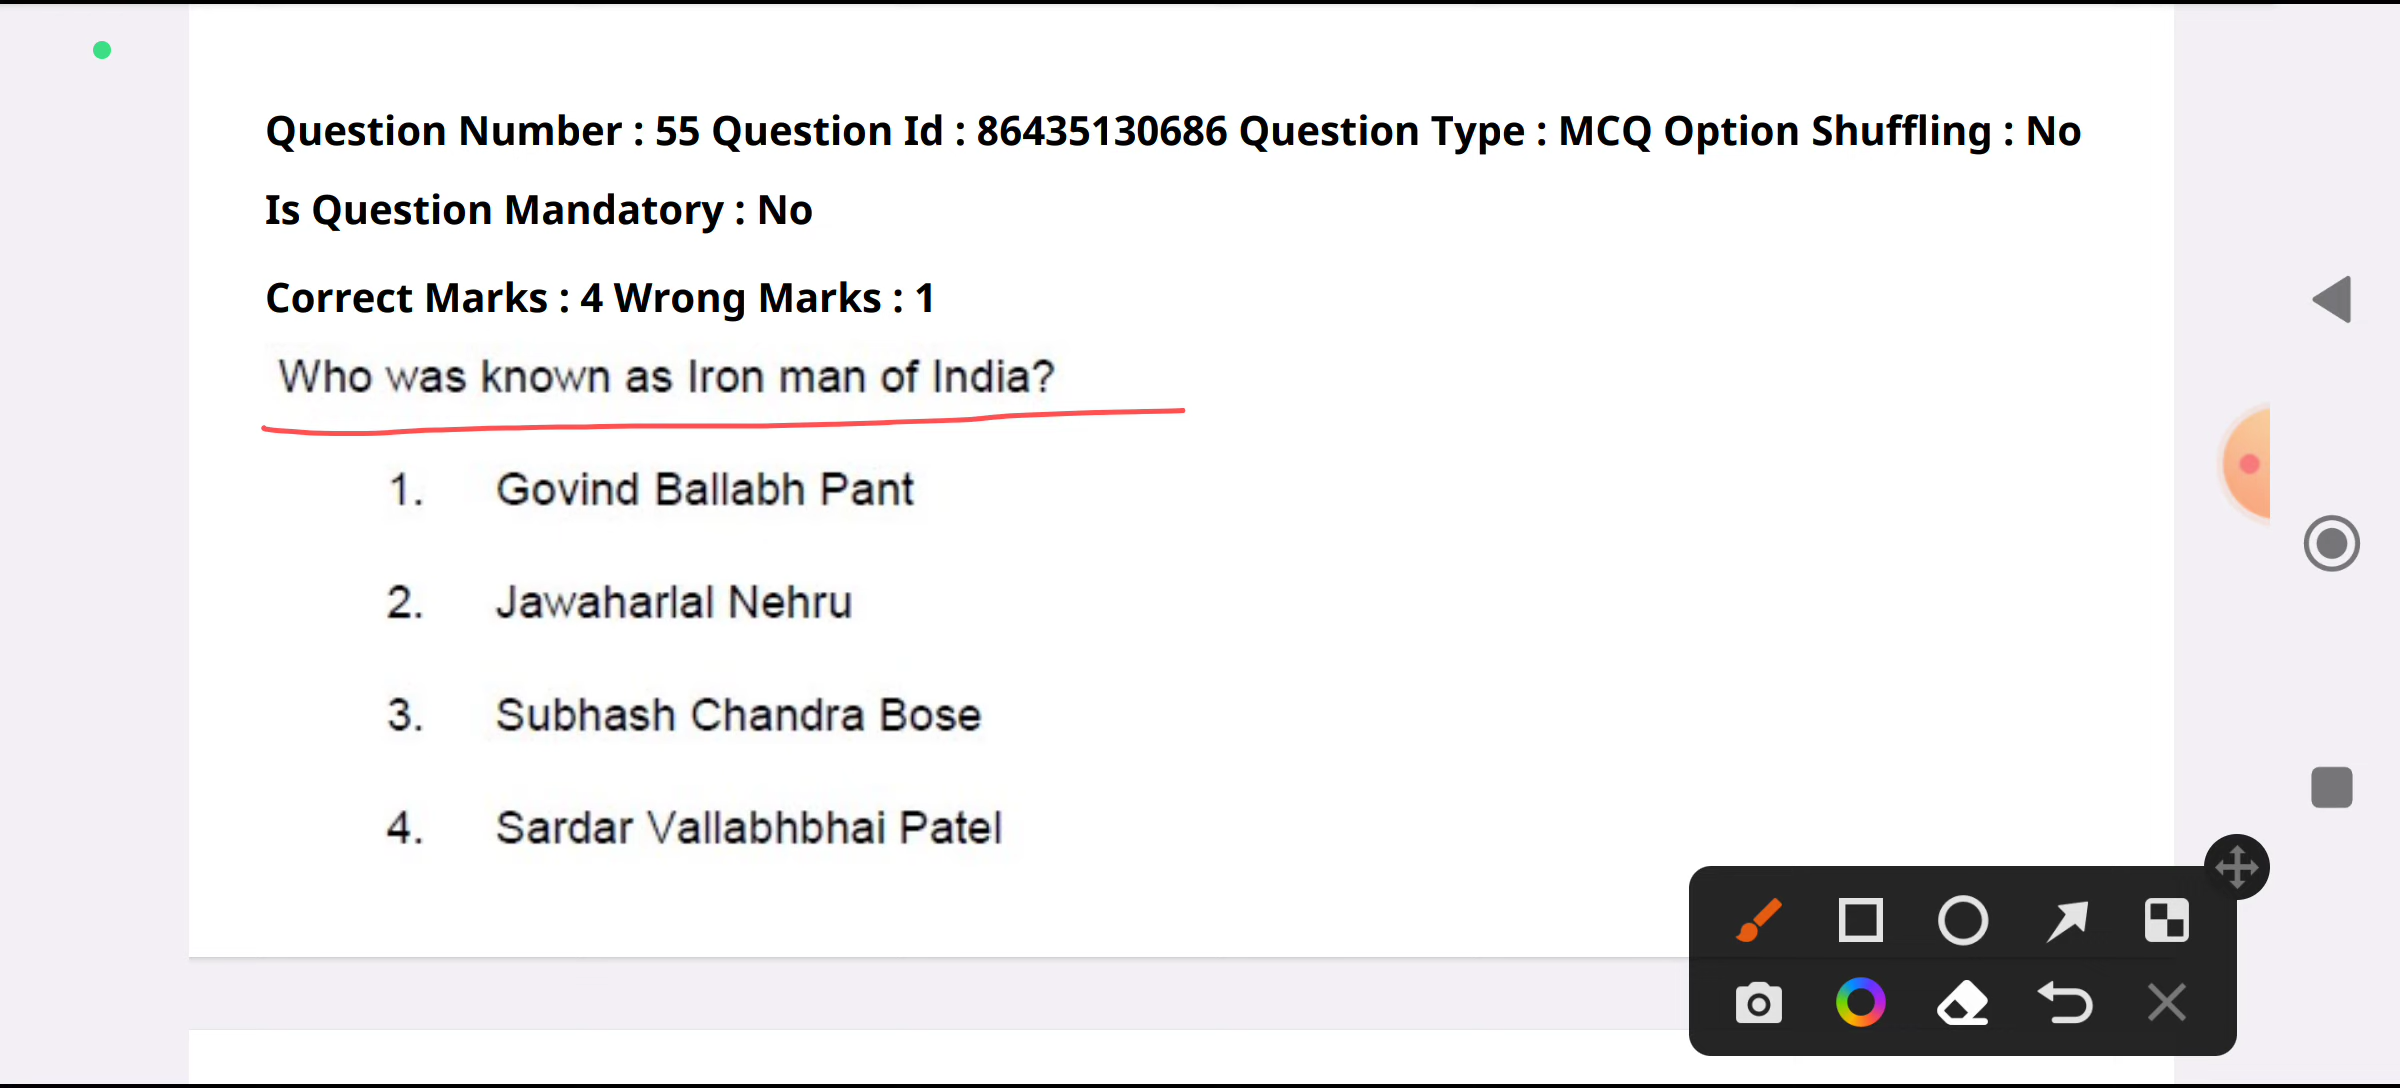 Question Number : 55 Question Id : 86435130686 Question Type : MCQ Option Shuffling : No
Is Question Mandatory : No
Correct Marks : 4 Wrong Marks : 1
Who was known as Iron man of India?
1. Govind Ballabh Pant
2. Jawaharlal Nehru
3. Subhash Chandra Bose
4. Sardar Vallabhbhai Patel